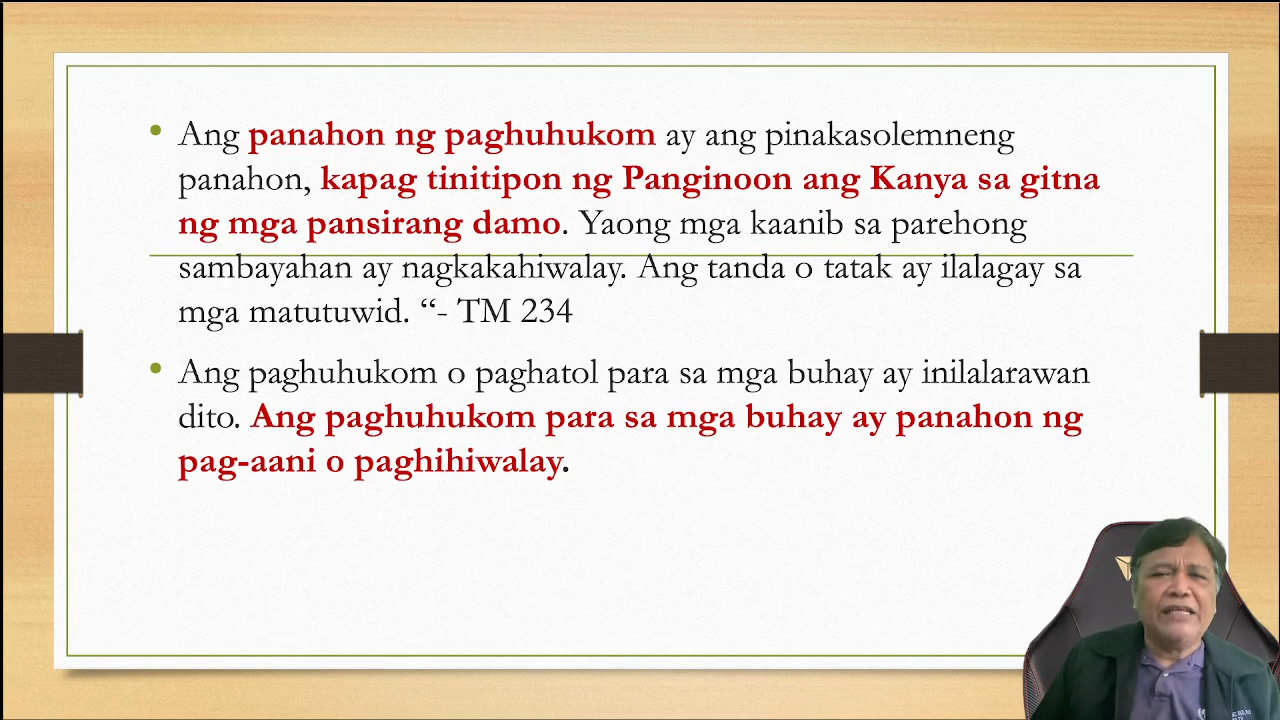 • Ang panahon ng paghuhukom ay ang pinakasolemneng
panahon, kapag tinitipon ng Panginoon ang Kanya sa gitna
ng mga pansirang damo. Yaong mga kaanib sa parehong
sambayahan ay nagkakahiwalay. Ang tanda o tatak ay ilalagay sa
mga matutuwid. “- TM 234
• Ang paghuhukom o paghatol para sa mga buhay ay inilalarawan
dito. Ang paghuhukom para sa mga buhay ay panahon ng
pag-aani o paghihiwalay.